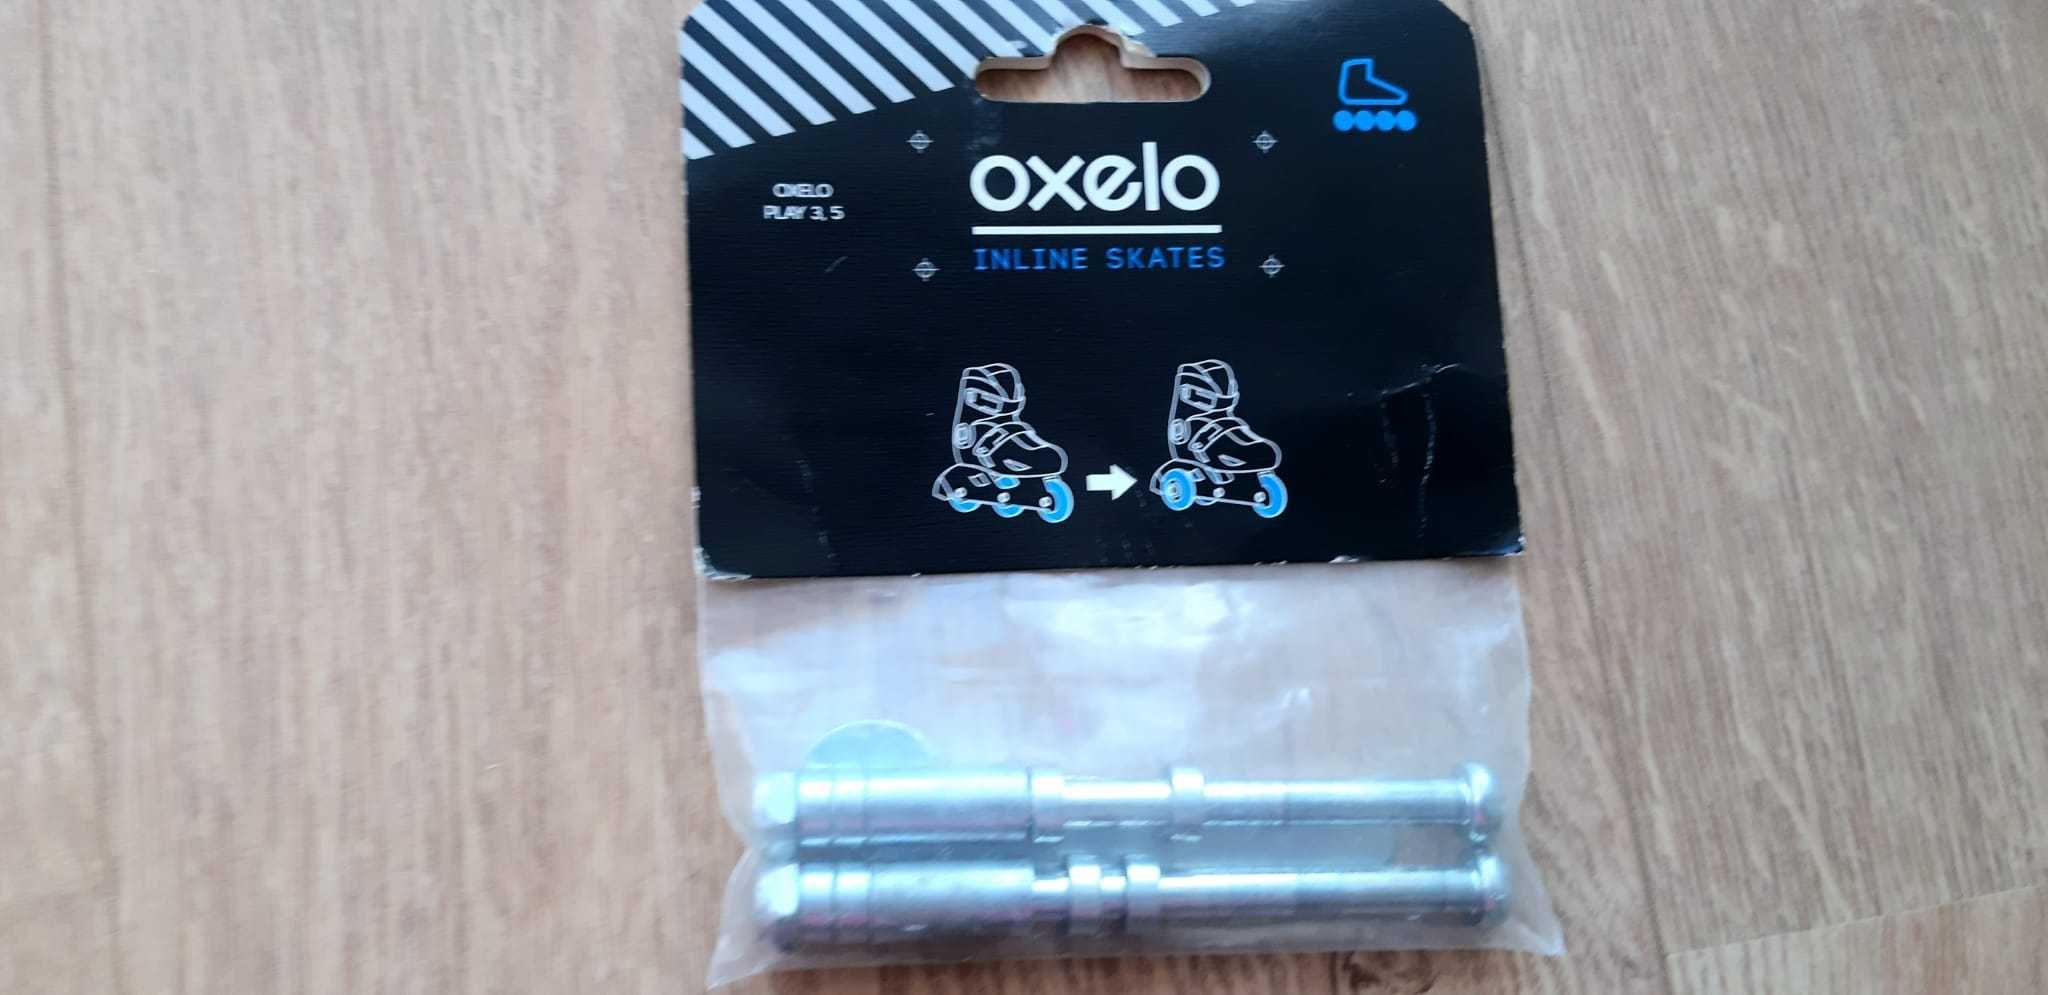 OXELO
PLAY 3, 5
oxelo
INLINE SKATES